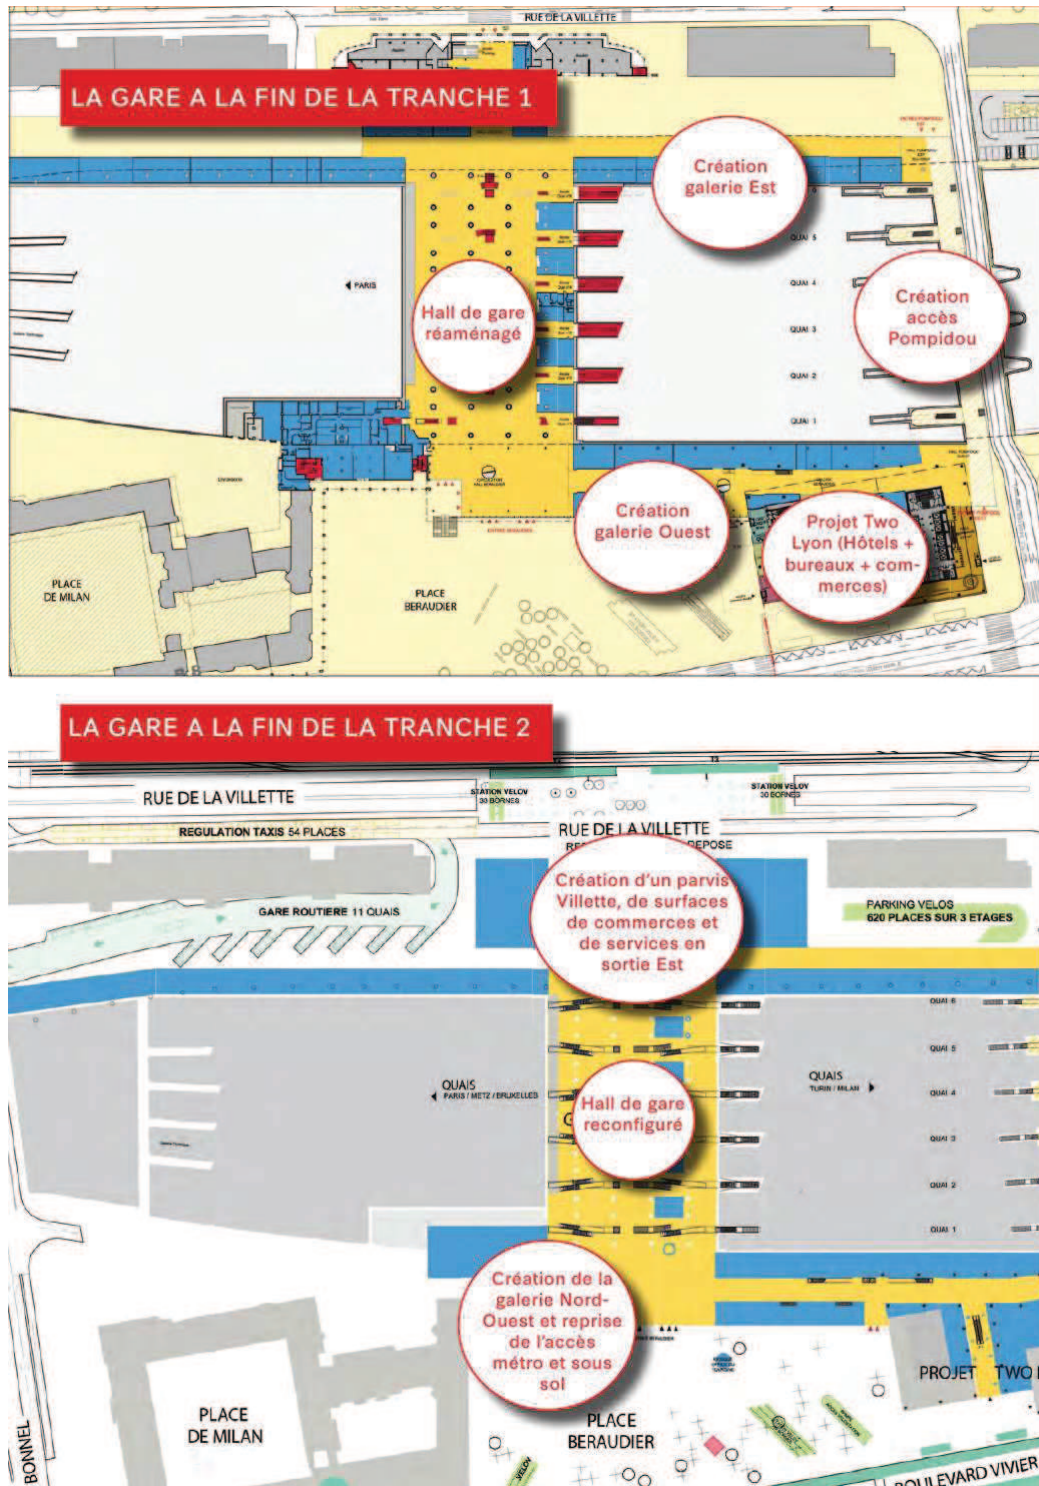 RUE DE LA VILLETTE
LA GARE A LA FIN DE LA TRANCHE 1
Création
galerie Est
QUAI 5
PARIS
QUAI 4
Hall de gare
réaménagé
Création
accès
Pompidou
QUAI 3
QUAI 2
QUAI 1
Création
galerie Ouest
Projet Two
Lyon (Hôtels +
bureaux + com-
merces)
PLACE
DE MILAN
PLACE
BERAUDIER
LA GARE A LA FIN DE LA TRANCHE 2
T3
RUE DE LA VILLETTE
STATION VELOV
30 BORNES
STATION VELOV
30 BORNES
REGULATION TAXIS 54 PLACES
RUE DE LA VILLETTE
DEPOSE
Création d'un parvis
Villette, de surfaces
de commerces et
de services en
sortie Est
GARE ROUTIERE 11 QUAIS
PARKING VELOS
620 PLACES SUR 3 ETAGES
QUAI 6
QUAI 5
QUAIS
PARIS / METZ / BRUXELLES
QUAIS
TURIN / MILAN
QUAI 4
Hall de gare
reconfiguré
QUAI 3
QUAI 2
QUAI 1
Création de la
galerie Nord-
Ouest et reprise
de l'accès
métro et sous
sol
PROJET TWO
PLACE
DE MILAN
PLACE
BERAUDIER
BONNEL
VELOV
BOULEVARD VIVIER